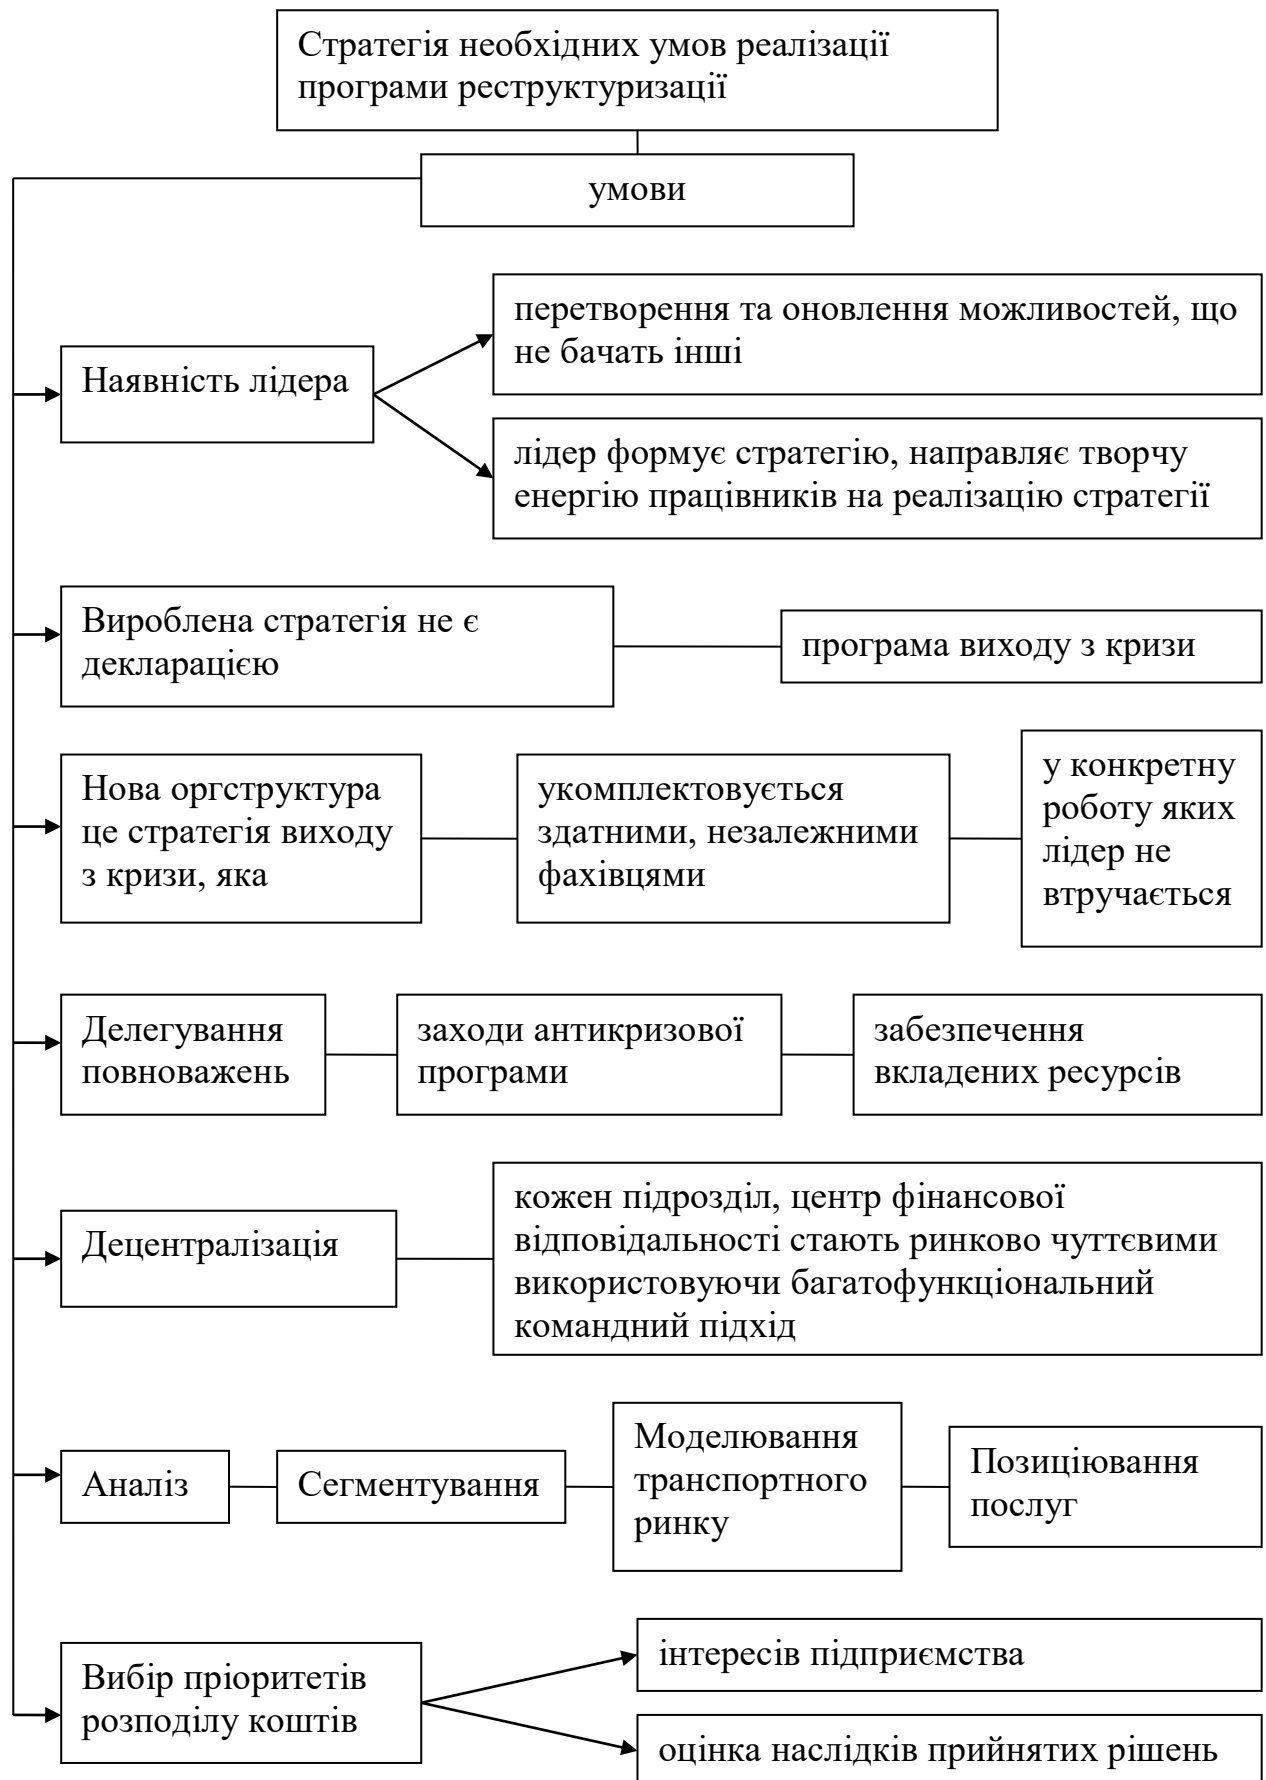 Стратегія необхідних умов реалізації
програми реструктуризації
умови
перетворення та оновлення можливостей, що
не бачать інші
Наявність лідера
лідер формує стратегію, направляє творчу
енергію працівників на реалізацію стратегії
Вироблена стратегія не є
декларацією
програма виходу з кризи
Нова оргструктура
це стратегія виходу
з кризи, яка
укомплектовується
здатними, незалежними
фахівцями
у конкретну
роботу яких
лідер не
втручається
Делегування
повноважень
заходи антикризової
програми
забезпечення
вкладених ресурсів
Децентралізація
кожен підрозділ, центр фінансової
відповідальності стають ринково чуттєвими
використовуючи багатофункціональний
командний підхід
Аналіз
Сегментування
Моделювання
транспортного
ринку
Позиціювання
послуг
Вибір пріоритетів
розподілу коштів
інтересів підприємства
оцінка наслідків прийнятих рішень